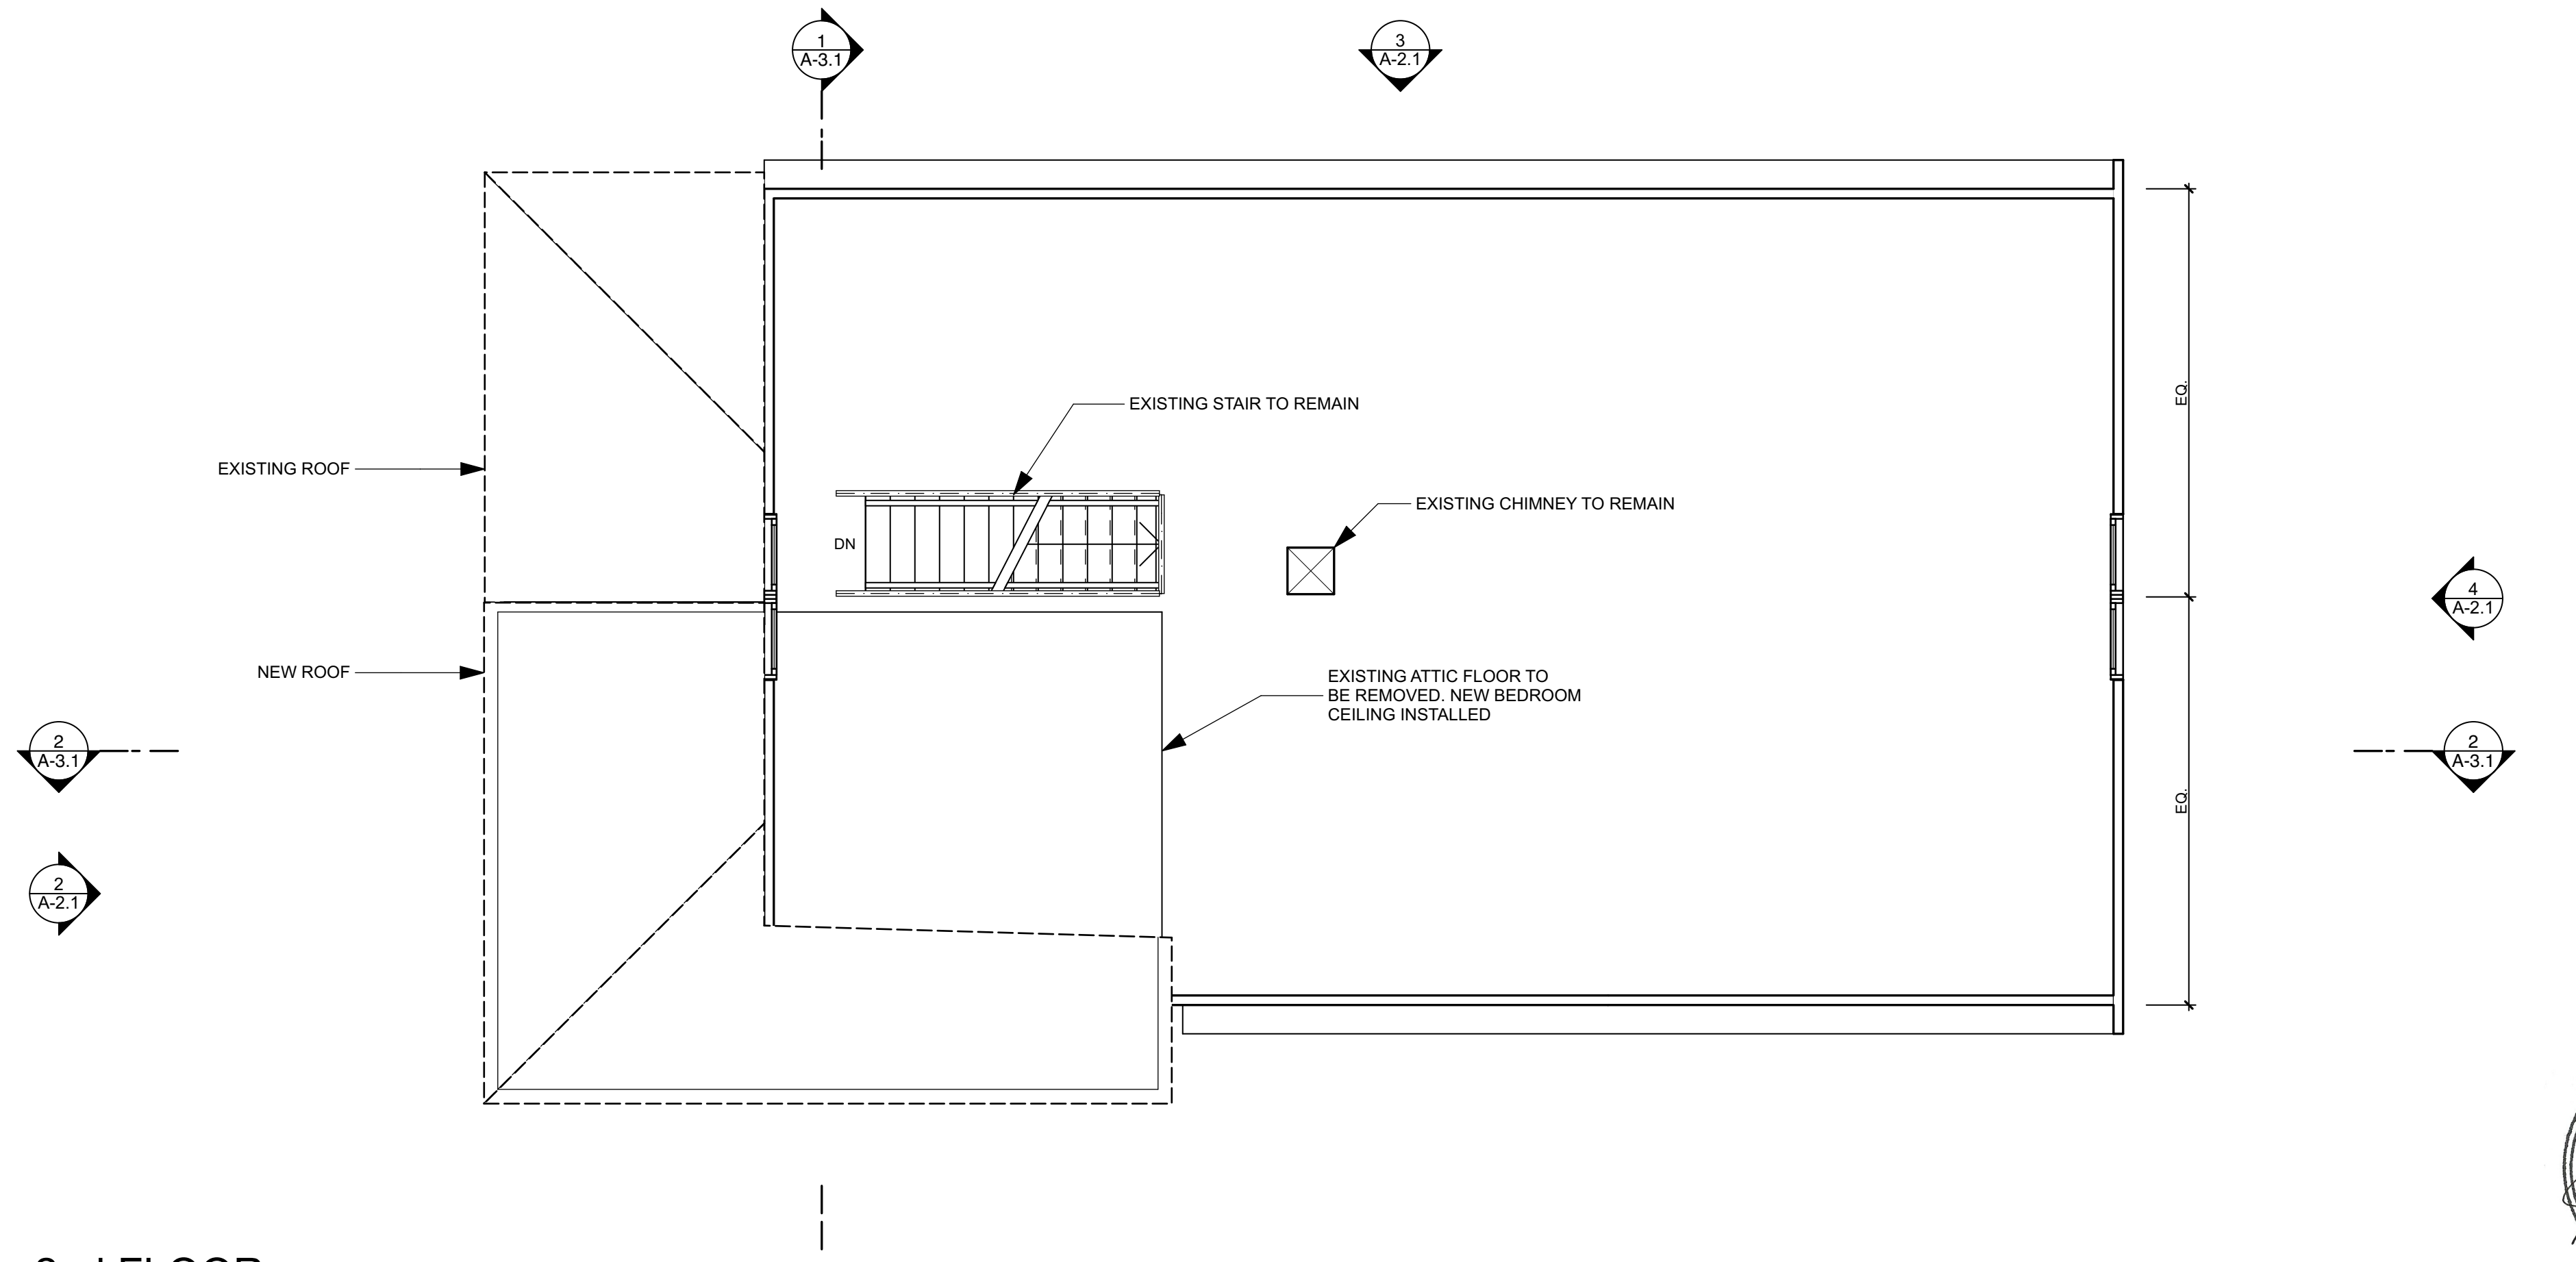 1
A-3.1
3
A-2.1
EXISTING STAIR TO REMAIN
EQ.
EXISTING ROOF
EXISTING CHIMNEY TO REMAIN
DN
4
A-2.1
NEW ROOF
EXISTING ATTIC FLOOR TO
BE REMOVED. NEW BEDROOM
CEILING INSTALLED
2
A-3.1
2
A-3.1
EQ.
2
A-2.1
FLOOR